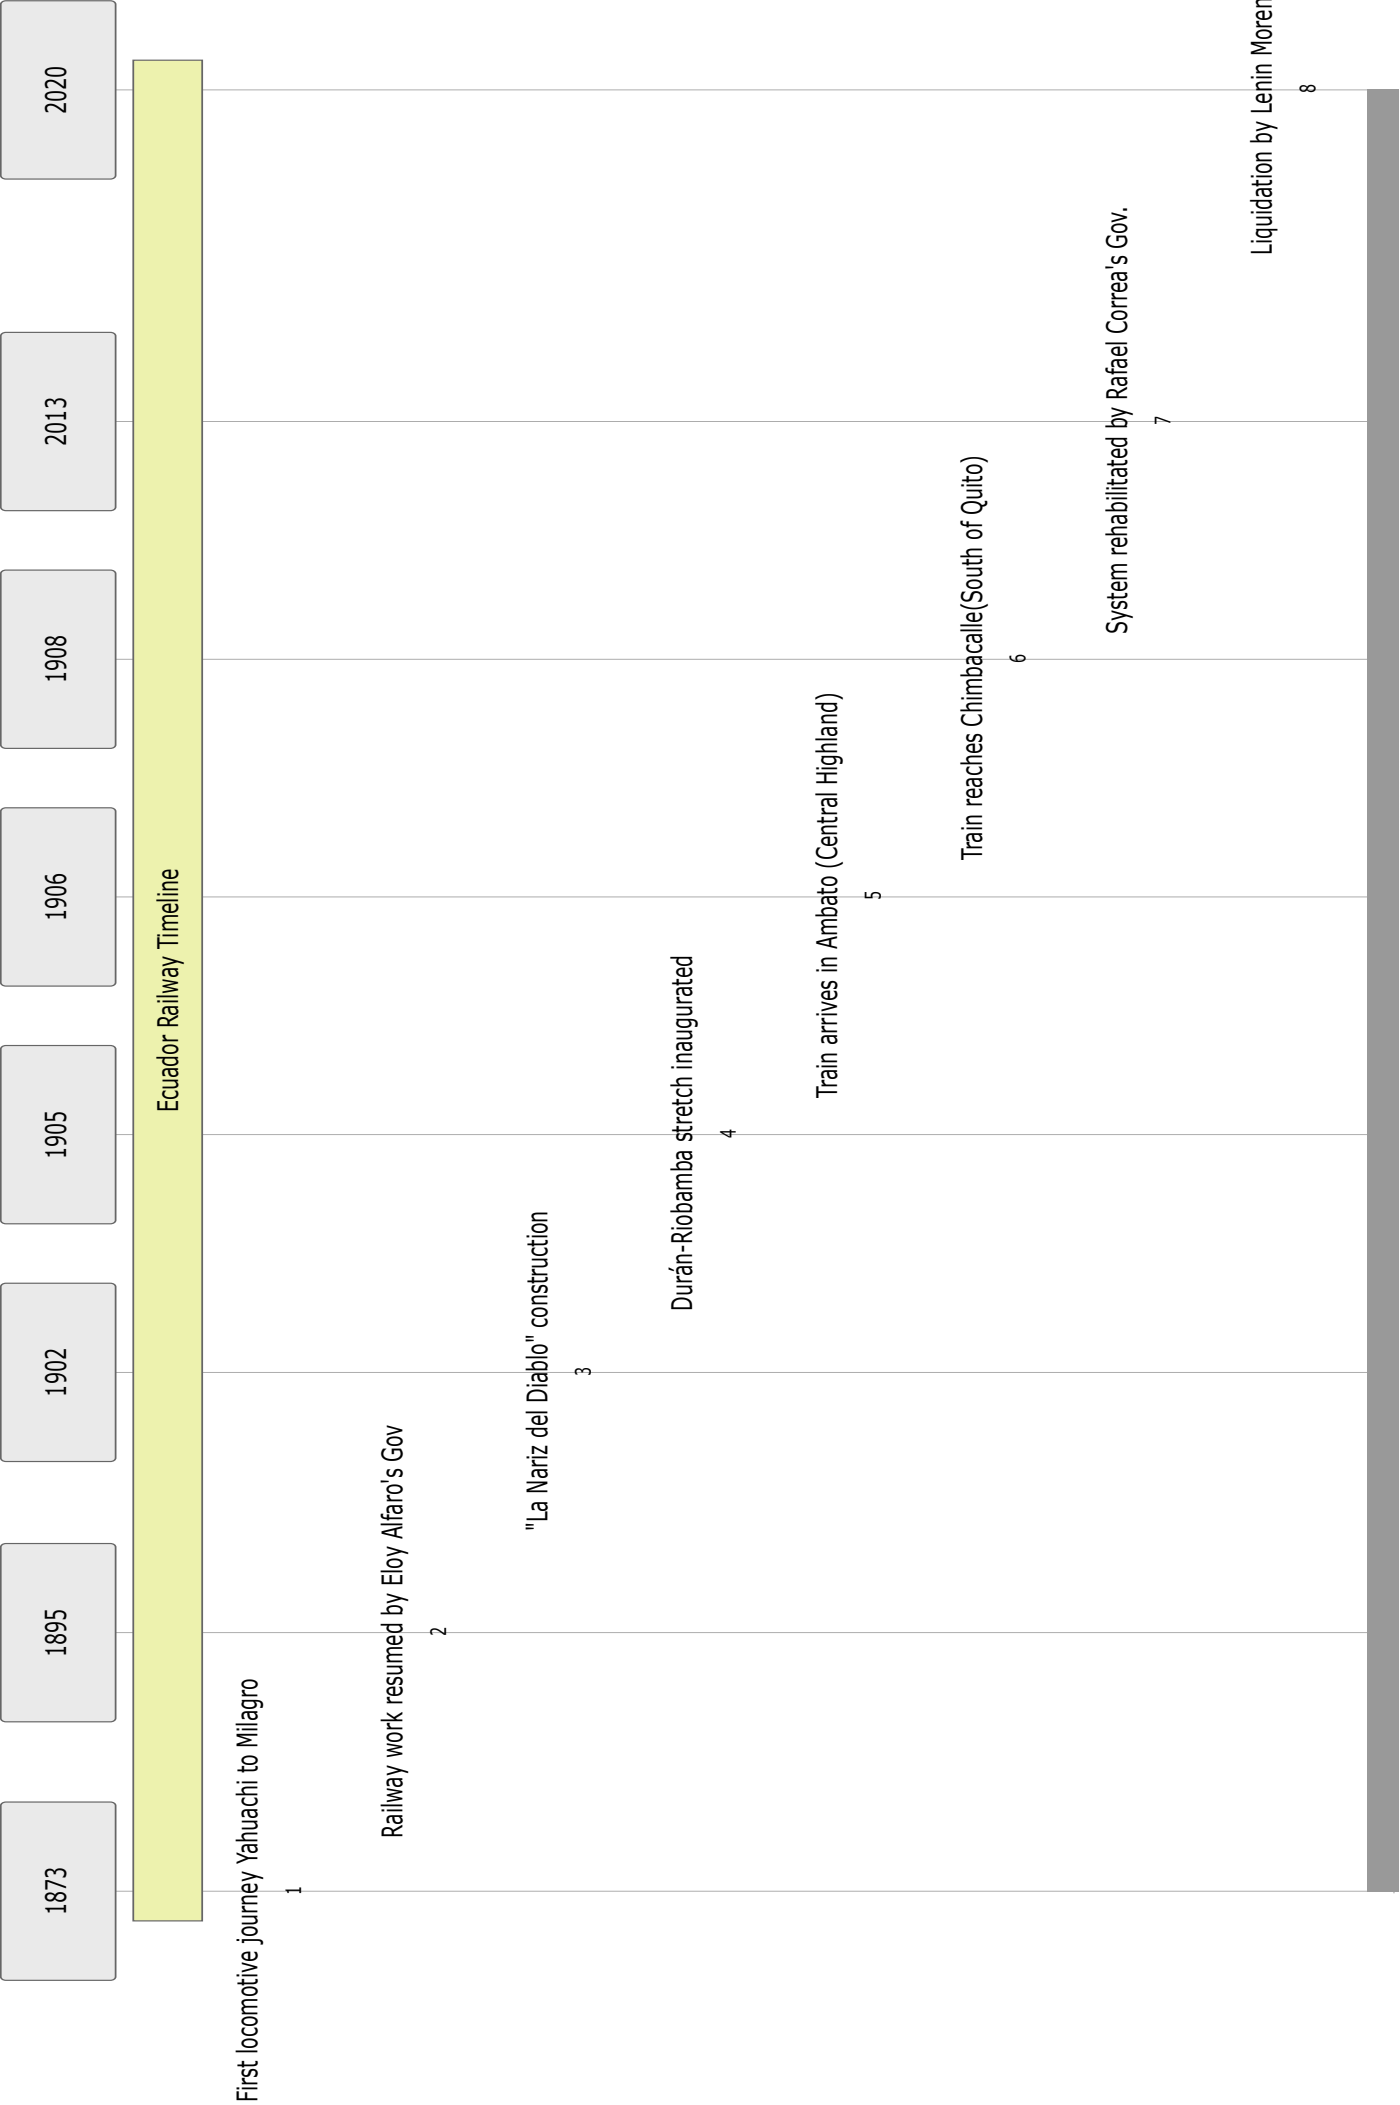 1873
1895
1902
1905
1906
1908
2013
2020
Ecuador Railway Timeline
First locomotive journey Yahuachi to Milagro
1
Railway work resumed by Eloy Alfaro's Gov
2
"La Nariz del Diablo" construction
3
Durán-Riobamba stretch inaugurated
4
Train arrives in Ambato (Central Highland)
5
Train reaches Chimbacalle(South of Quito)
6
System rehabilitated by Rafael Correa's Gov.
7
Liquidation by Lenin Moren
8